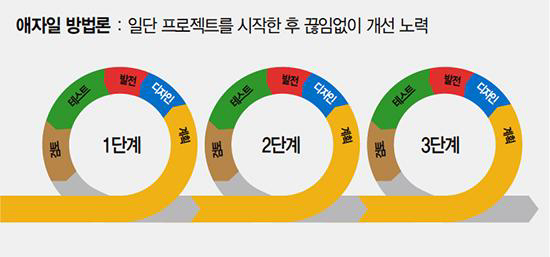 애자일 방법론 : 일단 프로젝트를 시작한 후 끊임없이 개선 노력
검토
테스트
발전
디자인
계획
1단계
검토
테스트
발전
디자인
계획
2단계
검토
테스트
발전
디자인
계획
3단계